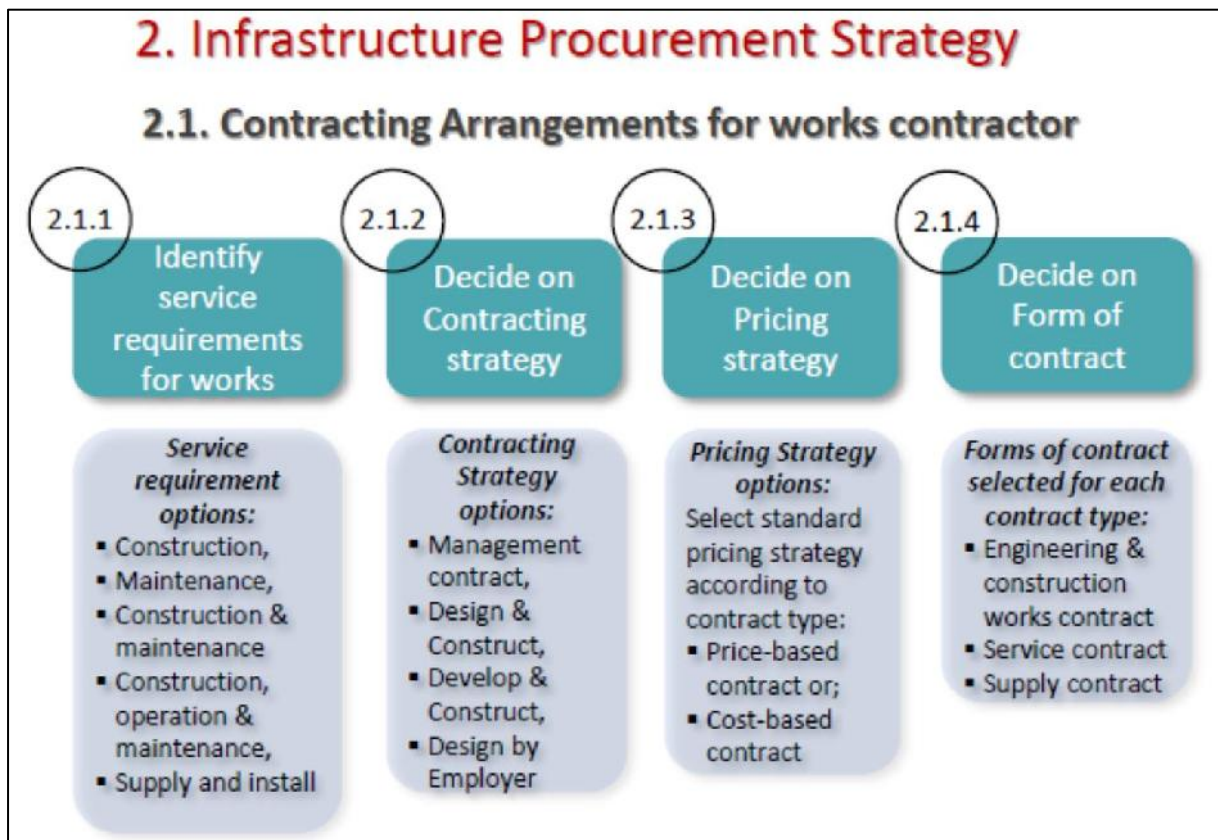 2. Infrastructure Procurement Strategy
2.1. Contracting Arrangements for works contractor
2.1.1
Identify
service
requirements
for works
Service
requirement
options:
▪ Construction,
▪ Maintenance,
▪ Construction &
maintenance
▪ Construction,
operation &
maintenance,
▪ Supply and install
2.1.2
Decide on
Contracting
strategy
Contracting
Strategy
options:
▪ Management
contract,
▪ Design &
Construct,
▪ Develop &
Construct,
▪ Design by
Employer
2.1.3
Decide on
Pricing
strategy
Pricing Strategy
options:
Select standard
pricing strategy
according to
contract type:
▪ Price-based
contract or;
▪ Cost-based
contract
2.1.4
Decide on
Form of
contract
Forms of contract
selected for each
contract type:
▪ Engineering &
construction
works contract
▪ Service contract
▪ Supply contract